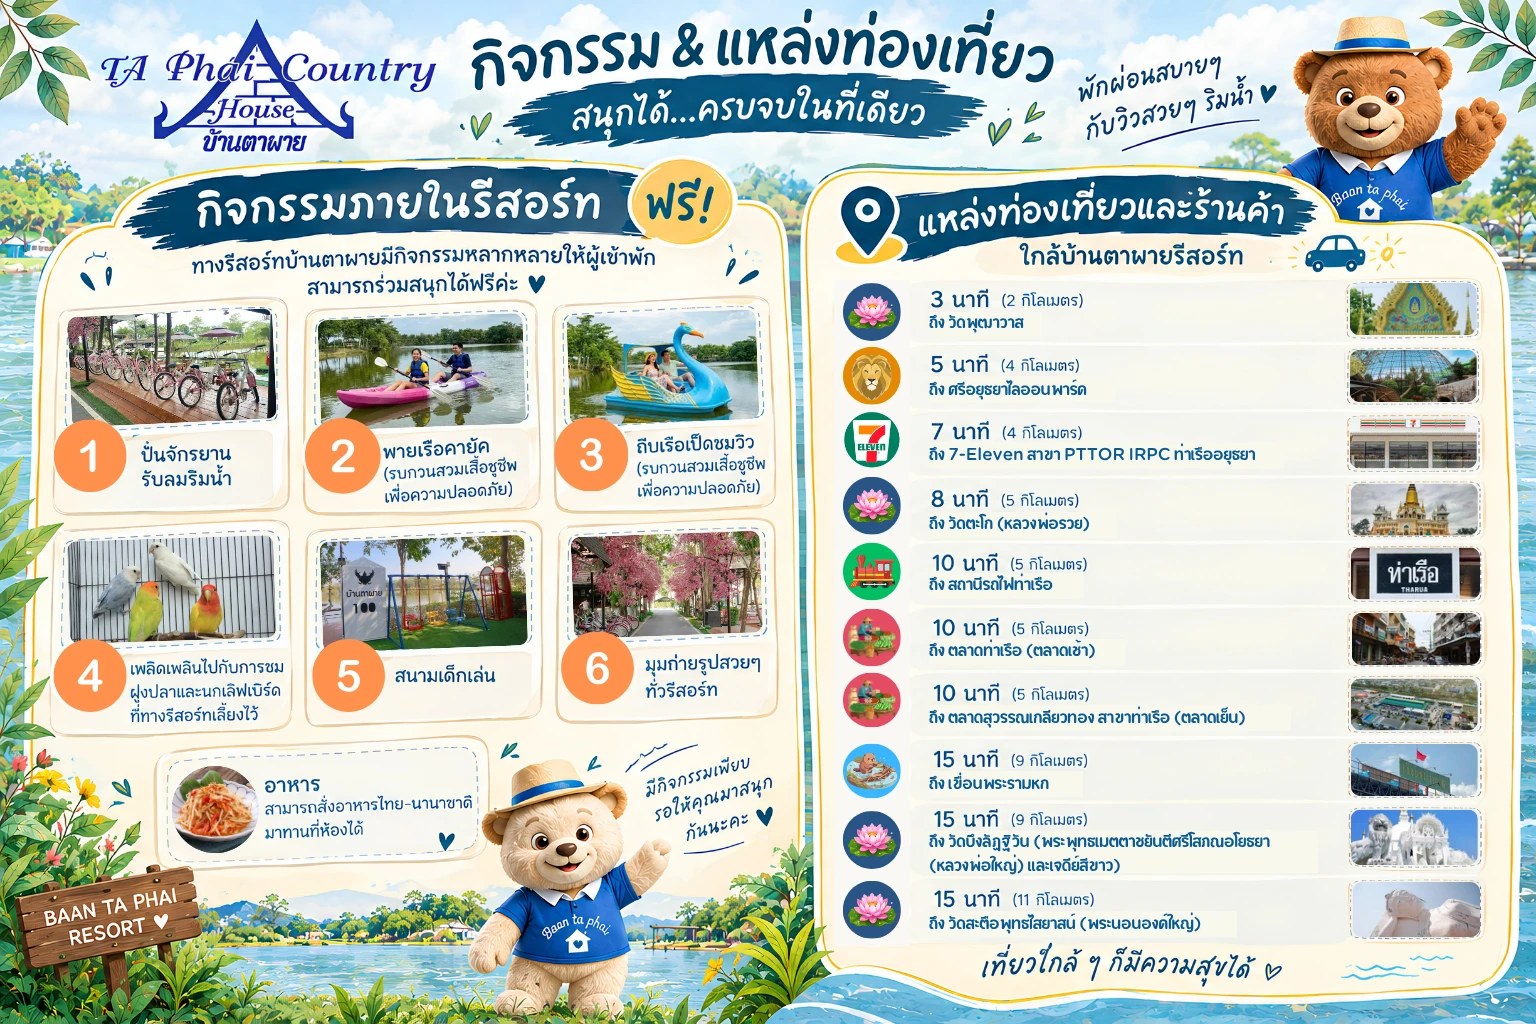 TA Phai Country
House
บ้านตาผาย
กิจกรรม & แหล่งท่องเที่ยว
สนุกได้...ครบจบในที่เดียว
พักผ่อนสบายๆ
กับวิวสวยๆ ริมน้ำ
Baan ta phai
กิจกรรมภายในรีสอร์ท
ฟรี!
ทางรีสอร์ทบ้านตาผายมีกิจกรรมหลากหลายให้ผู้เข้าพัก
สามารถร่วมสนุกได้ฟรีค่ะ
1
ปั่นจักรยาน
รับลมริมน้ำ
2
พายเรือคายัค
(รบกวนสวมเสื้อชูชีพ
เพื่อความปลอดภัย)
3
ถีบเรือเป็ดชมวิว
(รบกวนสวมเสื้อชูชีพ
เพื่อความปลอดภัย)
4
เพลิดเพลินไปกับการชม
ฝูงปลาและนกเลิฟเบิร์ด
ที่ทางรีสอร์ทเลี้ยงไว้
บ้านตาผาย
100
5
สนามเด็กเล่น
6
มุมถ่ายรูปสวยๆ
ทั่วรีสอร์ท
อาหาร
สามารถสั่งอาหารไทย-นานาชาติ
มาทานที่ห้องได้
มีกิจกรรมเพียบ
รอให้คุณมาสนุก
กันนะคะ
Baan ta phai
BAAN TA PHAI
RESORT
แหล่งท่องเที่ยวและร้านค้า
ใกล้บ้านตาผายรีสอร์ท
3 นาที (2 กิโลเมตร)
ถึง วัดพุฒาวาส
5 นาที (4 กิโลเมตร)
ถึง ศรีอยุธยาไลออนพาร์ค
7
ELEVEN
7 นาที (4 กิโลเมตร)
ถึง 7-Eleven สาขา PTTOR IRPC ท่าเรืออยุธยา
8 นาที (5 กิโลเมตร)
ถึง วัดตะโก (หลวงพ่อรวย)
10 นาที (5 กิโลเมตร)
ถึง สถานีรถไฟท่าเรือ
ท่าเรือ
THARUA
10 นาที (5 กิโลเมตร)
ถึง ตลาดท่าเรือ (ตลาดเช้า)
10 นาที (5 กิโลเมตร)
ถึง ตลาดสุวรรณเกลียวทอง สาขาท่าเรือ (ตลาดเย็น)
15 นาที (9 กิโลเมตร)
ถึง เขื่อนพระรามหก
15 นาที (9 กิโลเมตร)
ถึง วัดบึงลัฏฐิวัน (พระพุทธเมตตาชยันตีศรีโสภณอโยธยา
(หลวงพ่อใหญ่) และเจดีย์สีขาว)
15 นาที (11 กิโลเมตร)
ถึง วัดสะตือ พุทธไสยาสน์ (พระนอนองค์ใหญ่)
เที่ยวใกล้ ๆ ก็มีความสุขได้